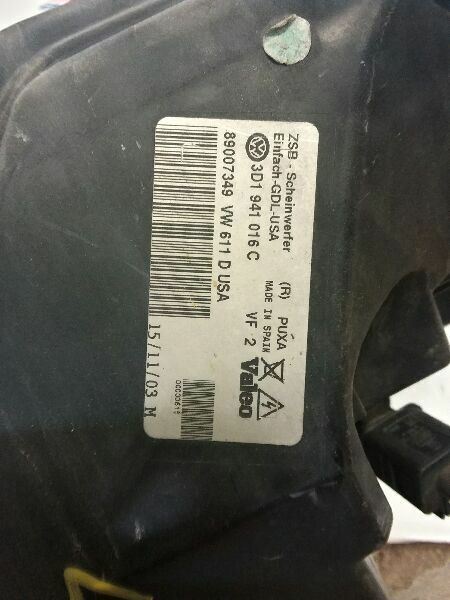 ZSB - Scheinwerfer
Einfach-GDL-USA
3D1 941 016 C
89007349 VW 611 D USA
(R) PUXA
MADE IN SPAIN
VF 2
Valeo
15/11/03 M